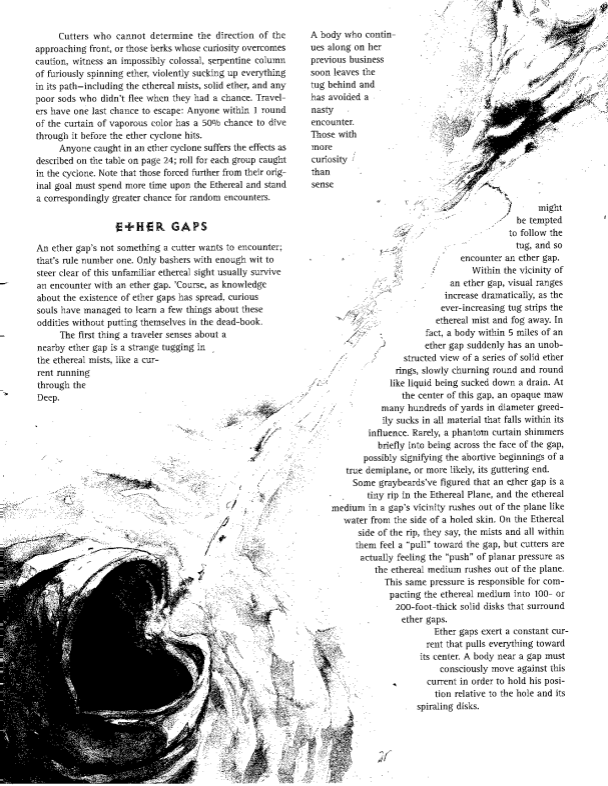 Cutters who cannot determine the direction of the
approaching front, or those berks whose curiosity overcomes
caution, witness an impossibly colossal, serpentine column
of furiously spinning ether, violently sucking up everything
in its path—including the ethereal mists, solid ether, and any
poor sods who didn't flee when they had a chance. Travel-
ers have one last chance to escape: Anyone within 1 round
of the curtain of vaporous color has a 50% chance to dive
through it before the ether cyclone hits.
Anyone caught in an ether cyclone suffers the effects as
described on the table on page 24; roll for each group caught
in the cyclone. Note that those forced further from their orig-
inal goal must spend more time upon the Ethereal and stand
a correspondingly greater chance for random encounters.
ETHER GAPS
An ether gap's not something a cutter wants to encounter;
that's rule number one. Only bashers with enough wit to
steer clear of this unfamiliar ethereal sight usually survive
an encounter with an ether gap. 'Course, as knowledge
about the existence of ether gaps has spread, curious
souls have managed to learn a few things about these
oddities without putting themselves in the dead-book.
The first thing a traveler senses about a
nearby ether gap is a strange tugging in
the ethereal mists, like a cur-
rent running
through the
Deep.
A body who contin-
ues along on her
previous business
soon leaves the
tug behind and
has avoided a
nasty
encounter.
Those with
more
curiosity
than
sense
might
be tempted
to follow the
tug, and so
encounter an ether gap.
Within the vicinity of
an ether gap, visual ranges
increase dramatically, as the
ever-increasing tug strips the
ethereal mist and fog away. In
fact, a body within 5 miles of an
ether gap suddenly has an unob-
structed view of a series of solid ether
rings, slowly churning round and round
like liquid being sucked down a drain. At
the center of this gap, an opaque maw
many hundreds of yards in diameter greed-
ily sucks in all material that falls within its
influence. Rarely, a phantom curtain shimmers
briefly into being across the face of the gap,
possibly signifying the abortive beginnings of a
true demiplane, or more likely, its guttering end.
Some graybeards've figured that an ether gap is a
tiny rip in the Ethereal Plane, and the ethereal
medium in a gap's vicinity rushes out of the plane like
water from the side of a holed skin. On the Ethereal
side of the rip, they say, the mists and all within
them feel a "pull" toward the gap, but cutters are
actually feeling the "push" of planar pressure as
the ethereal medium rushes out of the plane.
This same pressure is responsible for com-
pacting the ethereal medium into 100- or
200-foot-thick solid disks that surround
ether gaps.
Ether gaps exert a constant cur-
rent that pulls everything toward
its center. A body near a gap must
consciously move against this
current in order to hold his posi-
tion relative to the hole and its
spiraling disks.